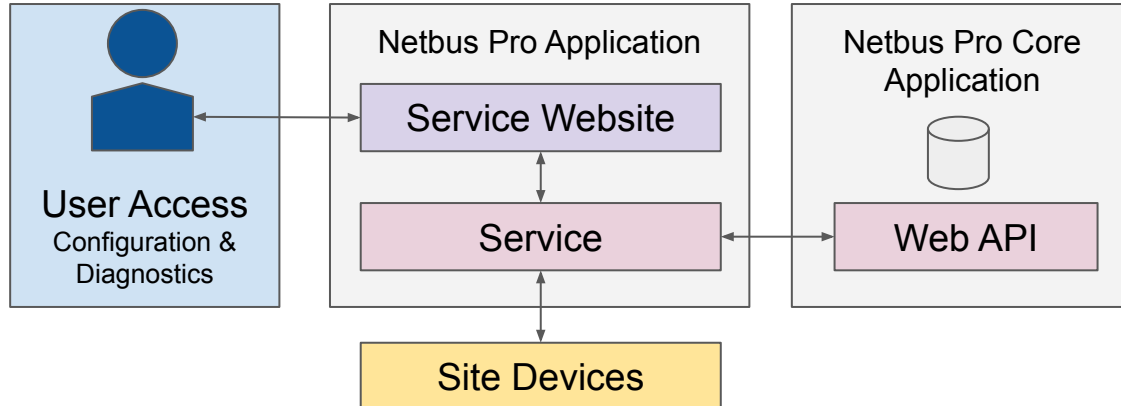 User Access
Configuration &
Diagnostics
Netbus Pro Application
Service Website
Service
Site Devices
Netbus Pro Core
Application
Web API